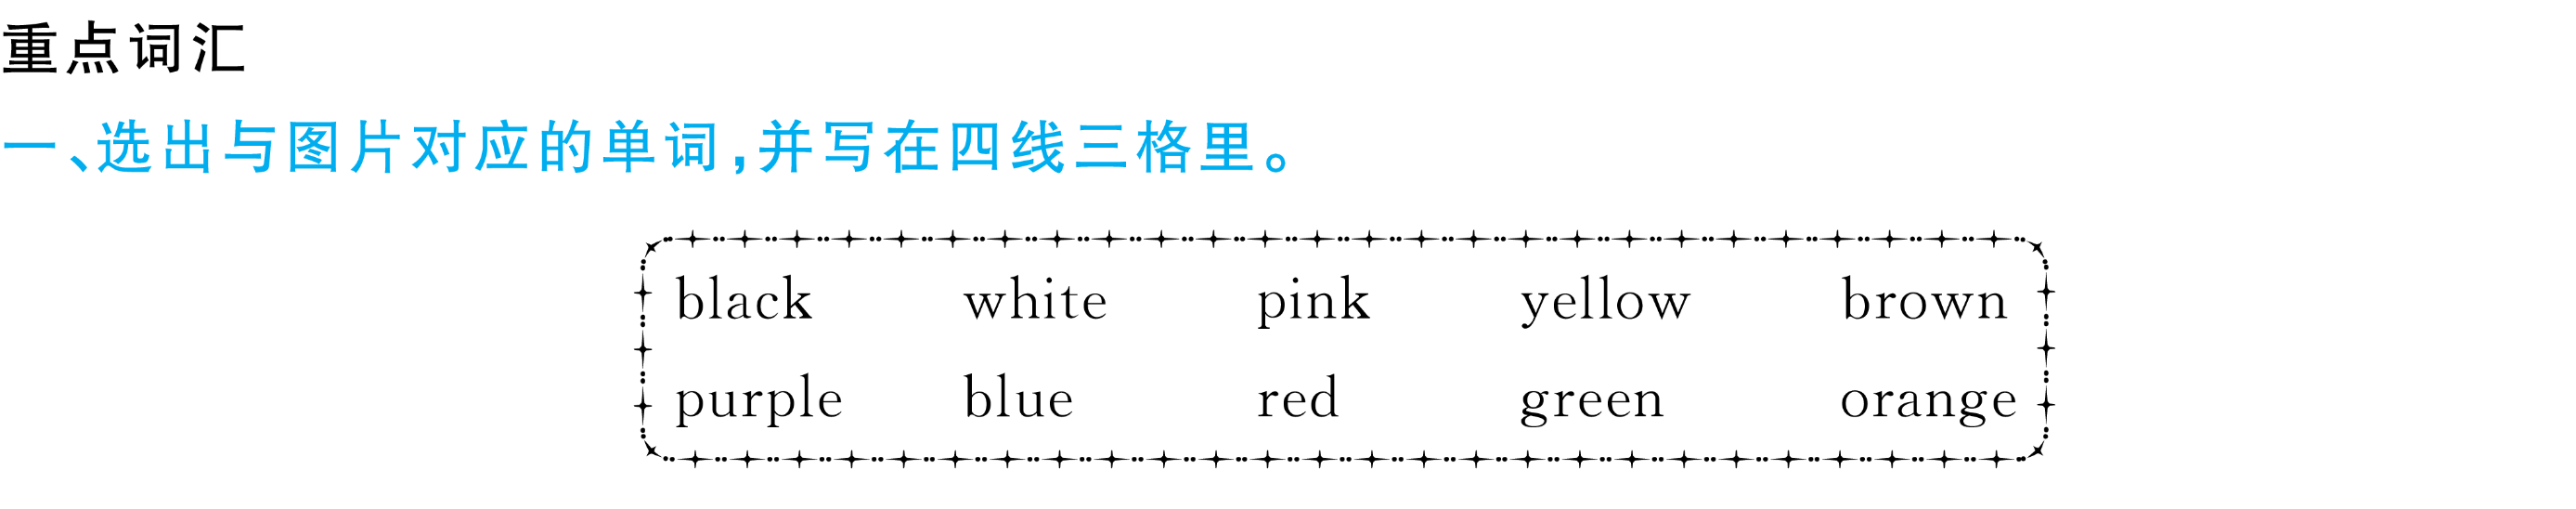 重点词汇
一、选出与图片对应的单词,并写在四线三格里。
black white pink yellow brown
purple blue red green orange